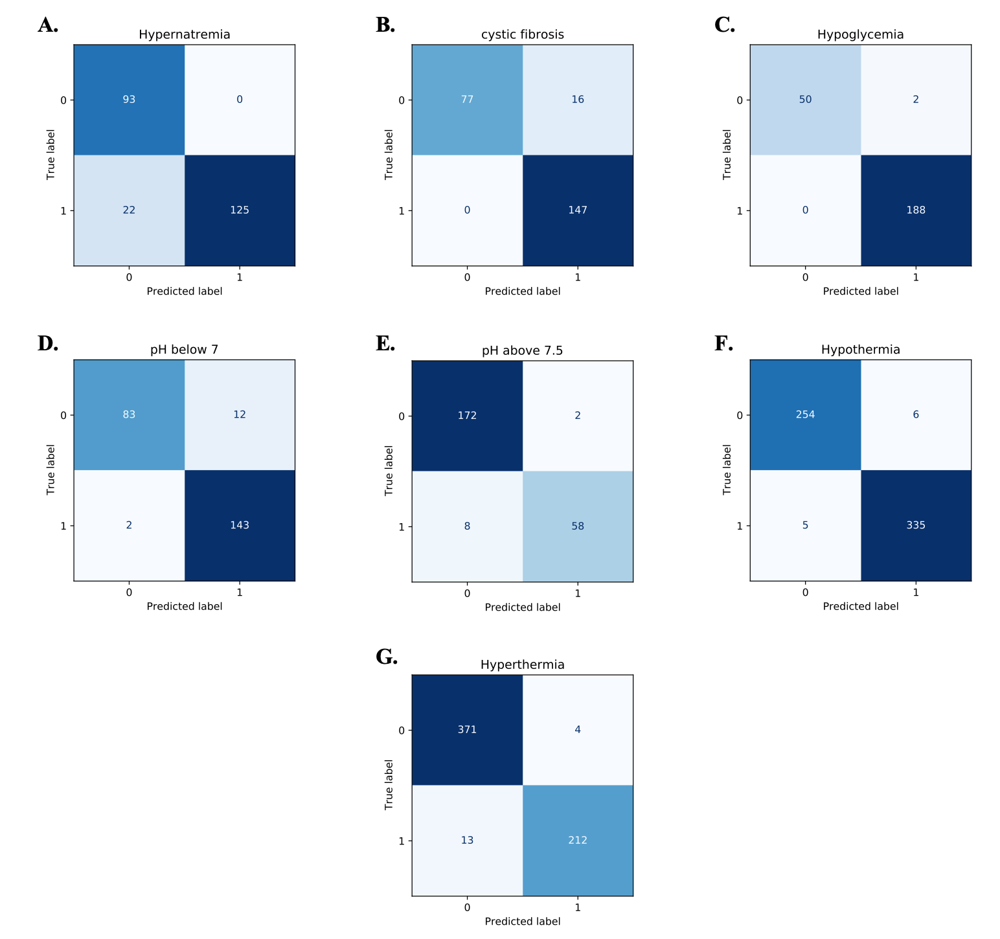 A.
Hypernatremia
0
93
0
True label
1
22
125
0
1
Predicted label
B.
cystic fibrosis
0
77
16
True label
1
0
147
0
1
Predicted label
C.
Hypoglycemia
0
50
2
True label
1
0
188
0
1
Predicted label
D.
pH below 7
0
83
12
True label
1
2
143
0
1
Predicted label
E.
pH above 7.5
0
172
2
True label
1
8
58
0
1
Predicted label
F.
Hypothermia
0
254
6
True label
1
5
335
0
1
Predicted label
G.
Hyperthermia
0
371
4
True label
1
13
212
0
1
Predicted label